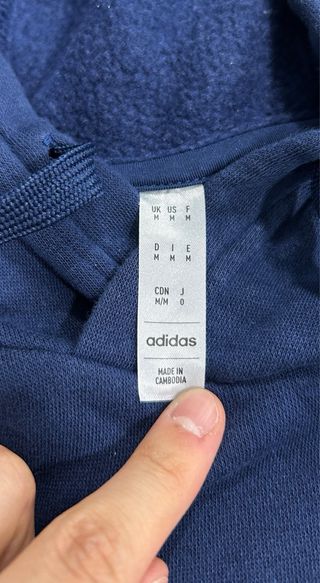 UK US F
M M M
D I E
M M M
CDN J
M/M O
adidas
MADE IN
CAMBODIA